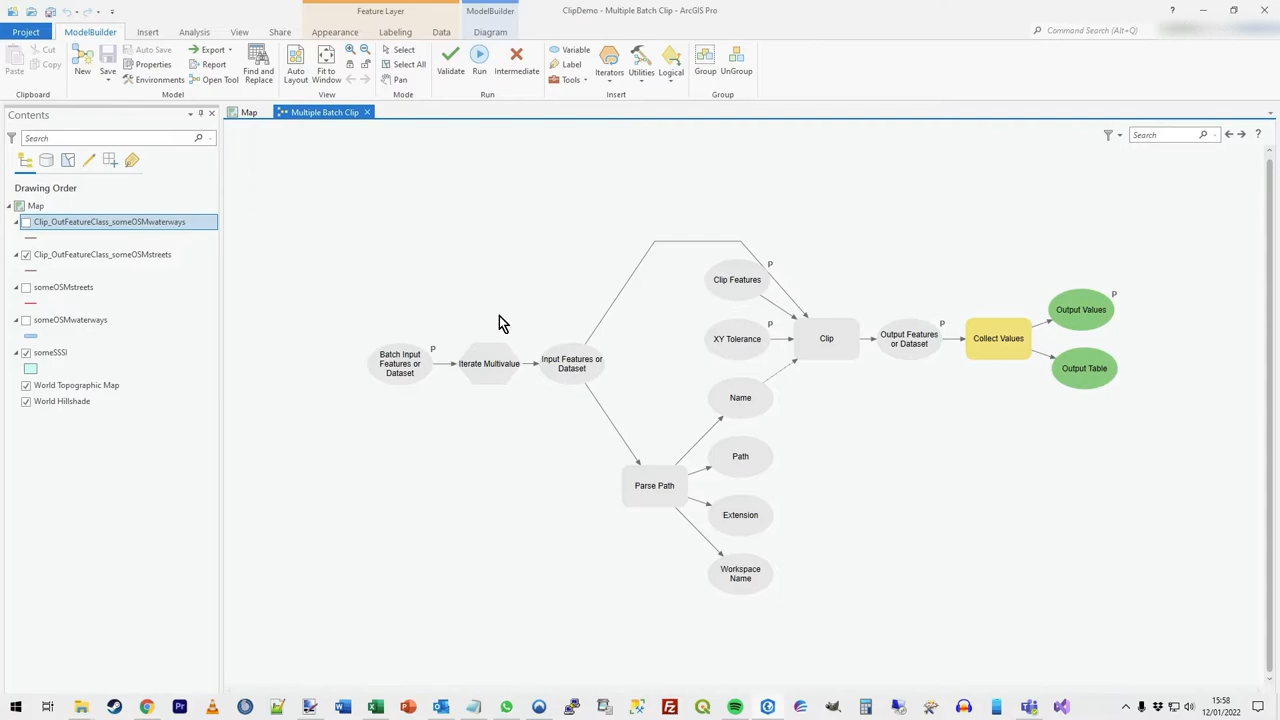 Feature Layer
ModelBuilder
ClipDemo - Multiple Batch Clip - ArcGIS Pro
?
Project
ModelBuilder
Insert
Analysis
View
Share
Appearance
Labeling
Data
Diagram
Command Search (Alt+Q)
Paste
Cut
Copy
Clipboard
New
Save
Auto Save
Properties
Environments
Export
Report
Open Tool
Model
Find and
Replace
Auto
Layout
Fit to
Window
View
Select
Select All
Pan
Mode
Validate
Run
Intermediate
Run
Variable
Label
Tools
Iterators
Utilities
Logical
Insert
Group
UnGroup
Group
Contents
Search
Drawing Order
Map
Clip_OutFeatureClass_someOSMwaterways
Clip_OutFeatureClass_someOSMstreets
someOSMstreets
someOSMwaterways
someSSSI
World Topographic Map
World Hillshade
Map
Multiple Batch Clip
Search
?
Batch Input
Features or
Dataset
P
Iterate Multivalue
Input Features or
Dataset
Clip Features
P
XY Tolerance
P
Name
Path
Extension
Workspace
Name
Parse Path
Clip
Output Features
or Dataset
P
Collect Values
Output Values
P
Output Table
15:58
12/01/2022